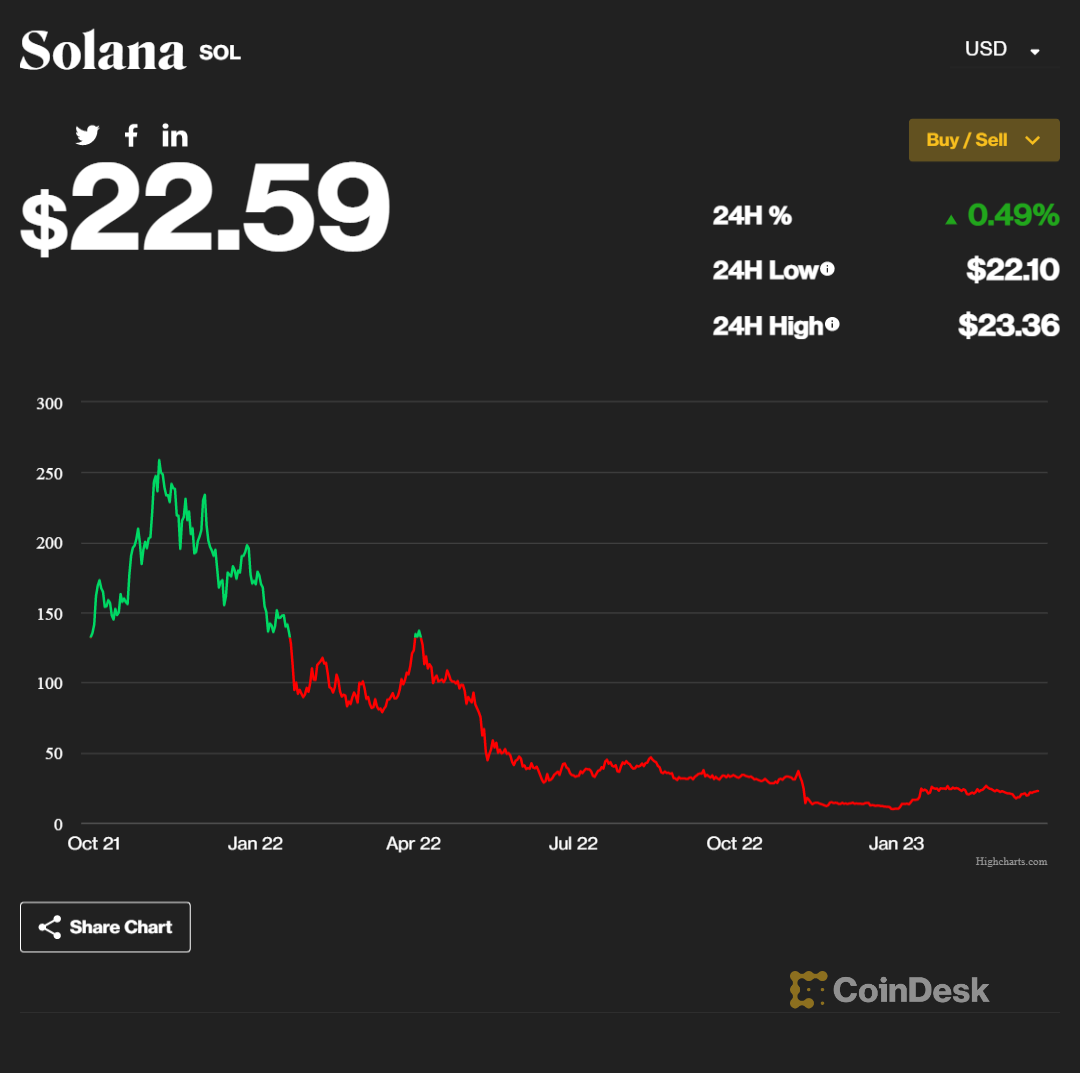 Solana SOL
USD
in
Buy / Sell
$22.59
24H % 0.49%
24H Low $22.10
24H High $23.36
300
250
200
150
100
50
0
Oct 21 Jan 22 Apr 22 Jul 22 Oct 22 Jan 23
Highcharts.com
Share Chart
CoinDesk